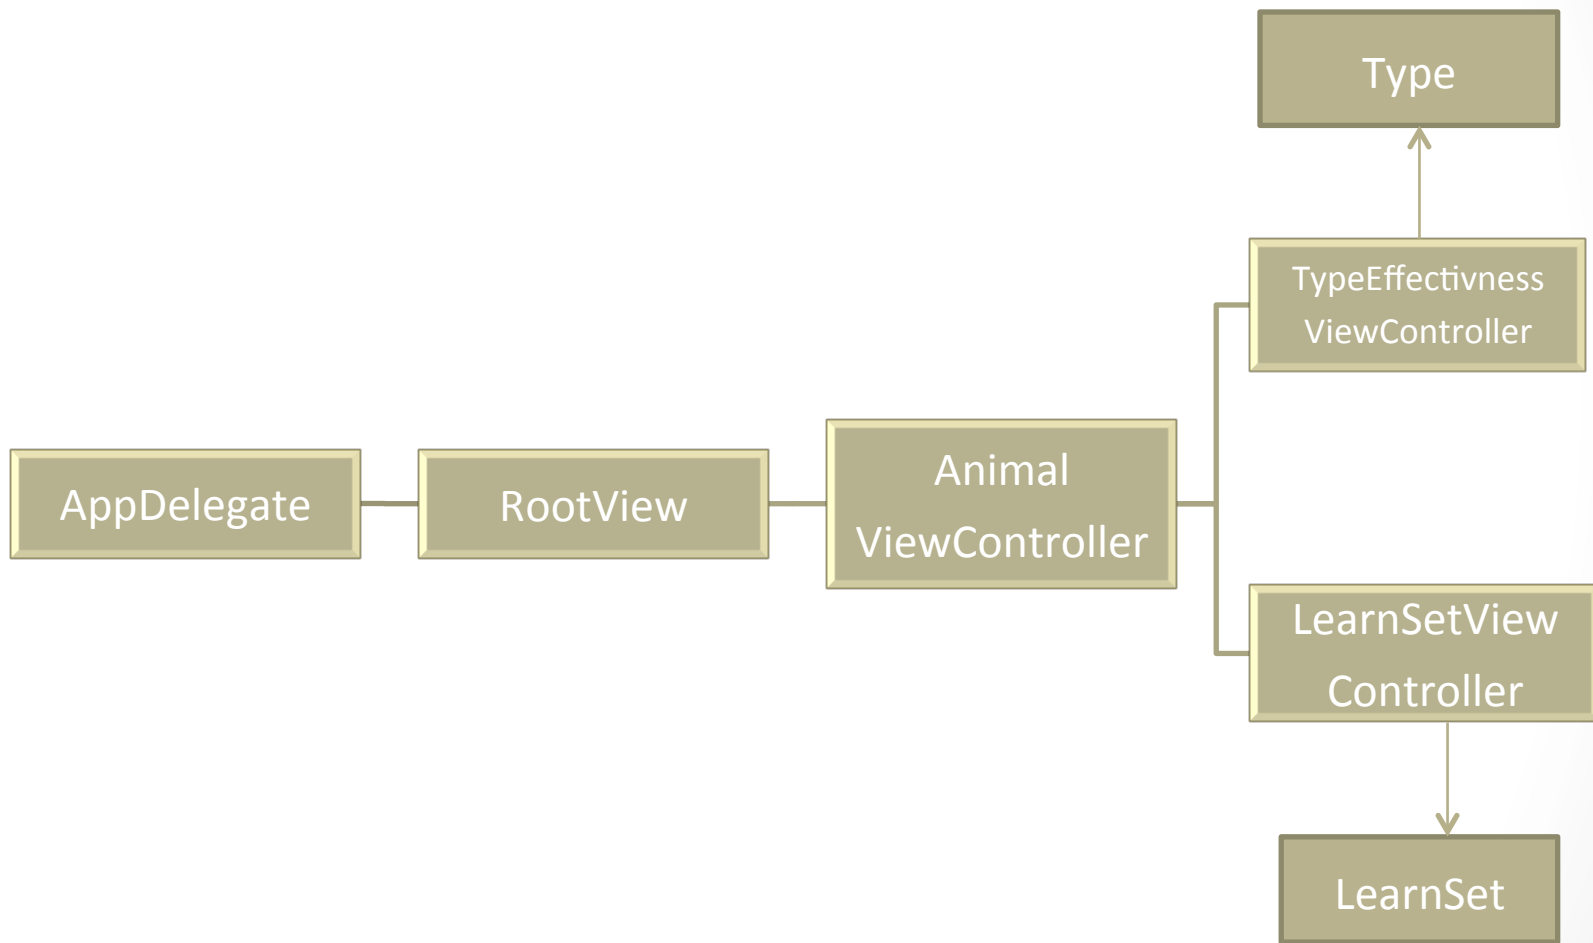 Type
TypeEffectivness
ViewController
AppDelegate
RootView
Animal
ViewController
LearnSetView
Controller
LearnSet